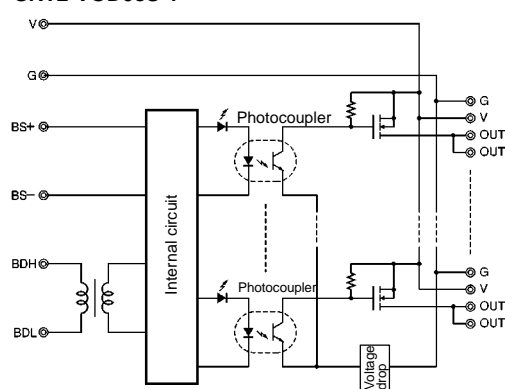 V
G
BS+
BS−
BDH
BDL
Internal circuit
Photocoupler
Photocoupler
Voltage
drop
G
V
OUT
OUT
G
V
OUT
OUT